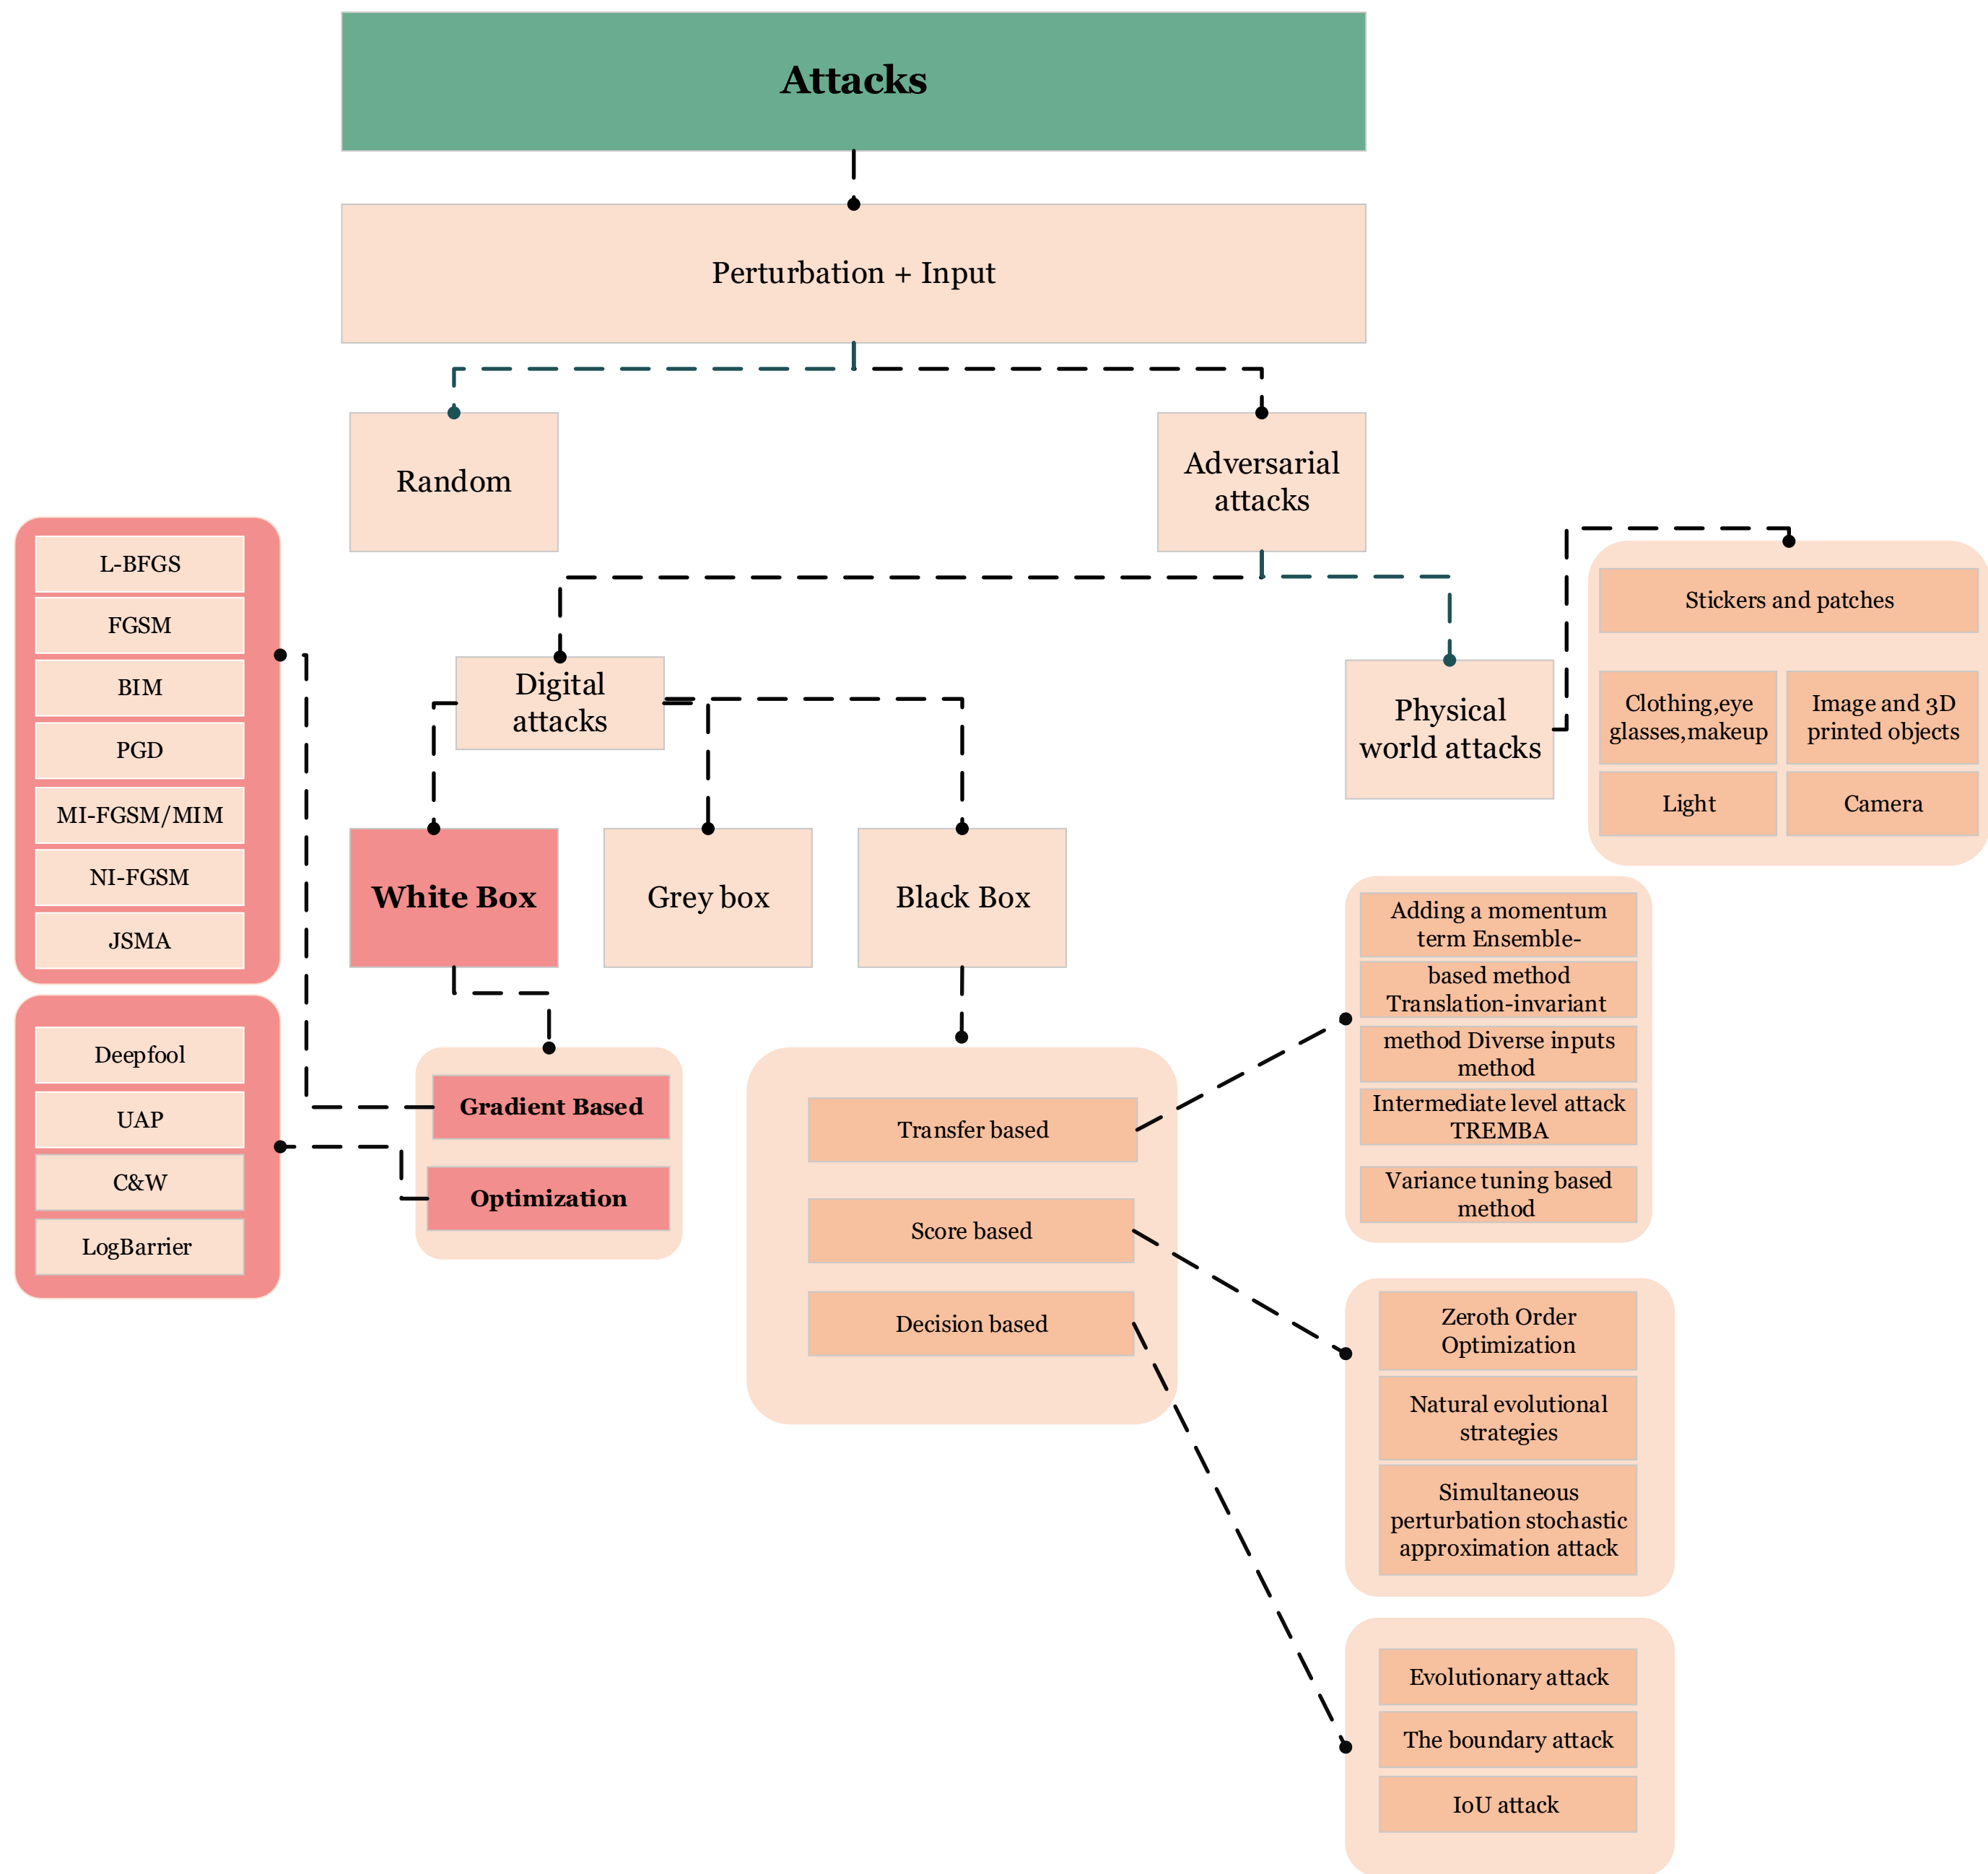 Attacks
Perturbation + Input
Random
Adversarial
attacks
Digital
attacks
Physical
world attacks
Stickers and patches
Clothing,eye
glasses,makeup
Image and 3D
printed objects
Light
Camera
L-BFGS
FGSM
BIM
PGD
MI-FGSM/MIM
NI-FGSM
JSMA
White Box
Grey box
Black Box
Deepfool
UAP
C&W
LogBarrier
Gradient Based
Optimization
Transfer based
Score based
Decision based
Adding a momentum
term Ensemble-
based method
Translation-invariant
method Diverse inputs
method
Intermediate level attack
TREMBA
Variance tuning based
method
Zeroth Order
Optimization
Natural evolutional
strategies
Simultaneous
perturbation stochastic
approximation attack
Evolutionary attack
The boundary attack
IoU attack